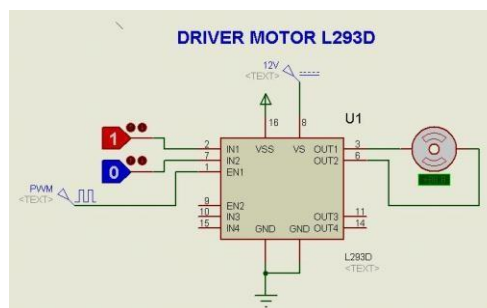 DRIVER MOTOR L293D
12V
<TEXT>
U1
16
8
1
2
IN1
VSS
VS
OUT1
3
0
7
IN2
OUT2
6
1
EN1
PWM
<TEXT>
9
EN2
10
IN3
OUT3
11
15
IN4
GND
GND
OUT4
14
L293D
<TEXT>